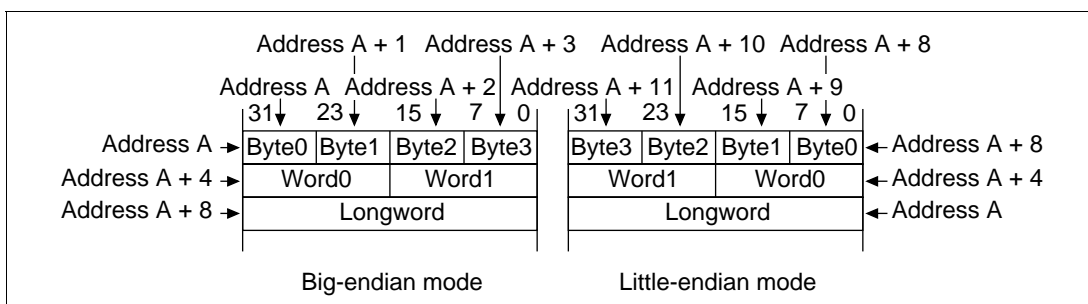 Address A + 1 Address A + 3 Address A + 10 Address A + 8
Address A Address A + 2 Address A + 11 Address A + 9
31 23 15 7 0 31 23 15 7 0
Address A Byte0 Byte1 Byte2 Byte3 Byte3 Byte2 Byte1 Byte0 Address A + 8
Address A + 4 Word0 Word1 Word1 Word0 Address A + 4
Address A + 8 Longword Longword Address A
Big-endian mode Little-endian mode